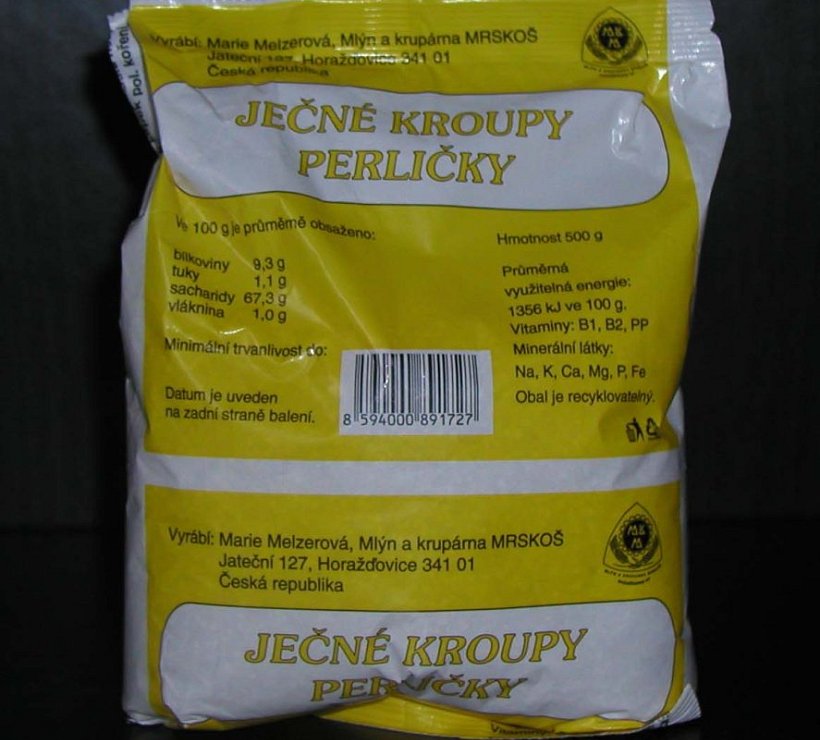 pol. koření
Vyrábí: Marie Melzerová, Mlýn a krupárna MRSKOŠ
Jateční 127, Horažďovice 341 01
Česká republika
JEČNÉ KROUPY
PERLIČKY
Ve 100 g je průměrně obsaženo:
bílkoviny 9,3 g
tuky 1,1 g
sacharidy 67,3 g
vláknina 1,0 g
Minimální trvanlivost do:
Datum je uveden
na zadní straně balení.
8 594000 891727
Hmotnost 500 g
Průměrná
využitelná energie:
1356 kJ ve 100 g.
Vitaminy: B1, B2, PP
Minerální látky:
Na, K, Ca, Mg, P, Fe
Obal je recyklovatelný.
Vyrábí: Marie Melzerová, Mlýn a krupárna MRSKOŠ
Jateční 127, Horažďovice 341 01
Česká republika
JEČNÉ KROUPY
PERLIČKY